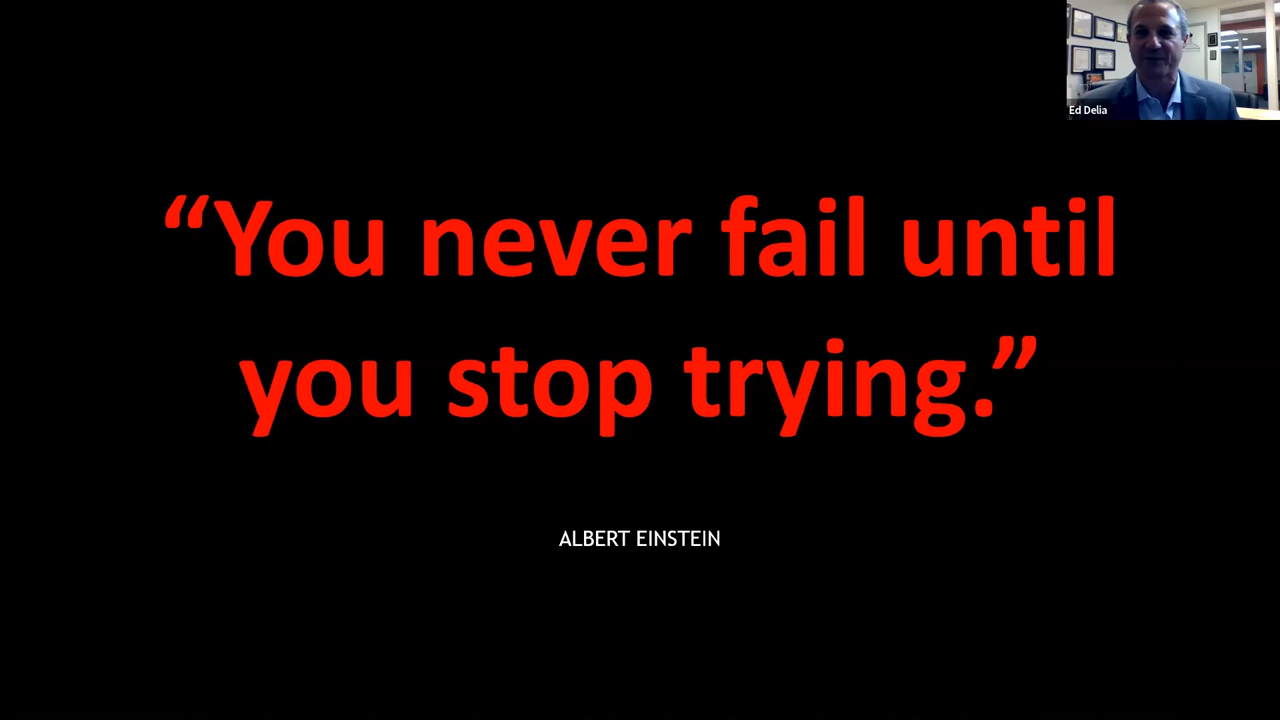 Ed Delia
“You never fail until
you stop trying.”
ALBERT EINSTEIN